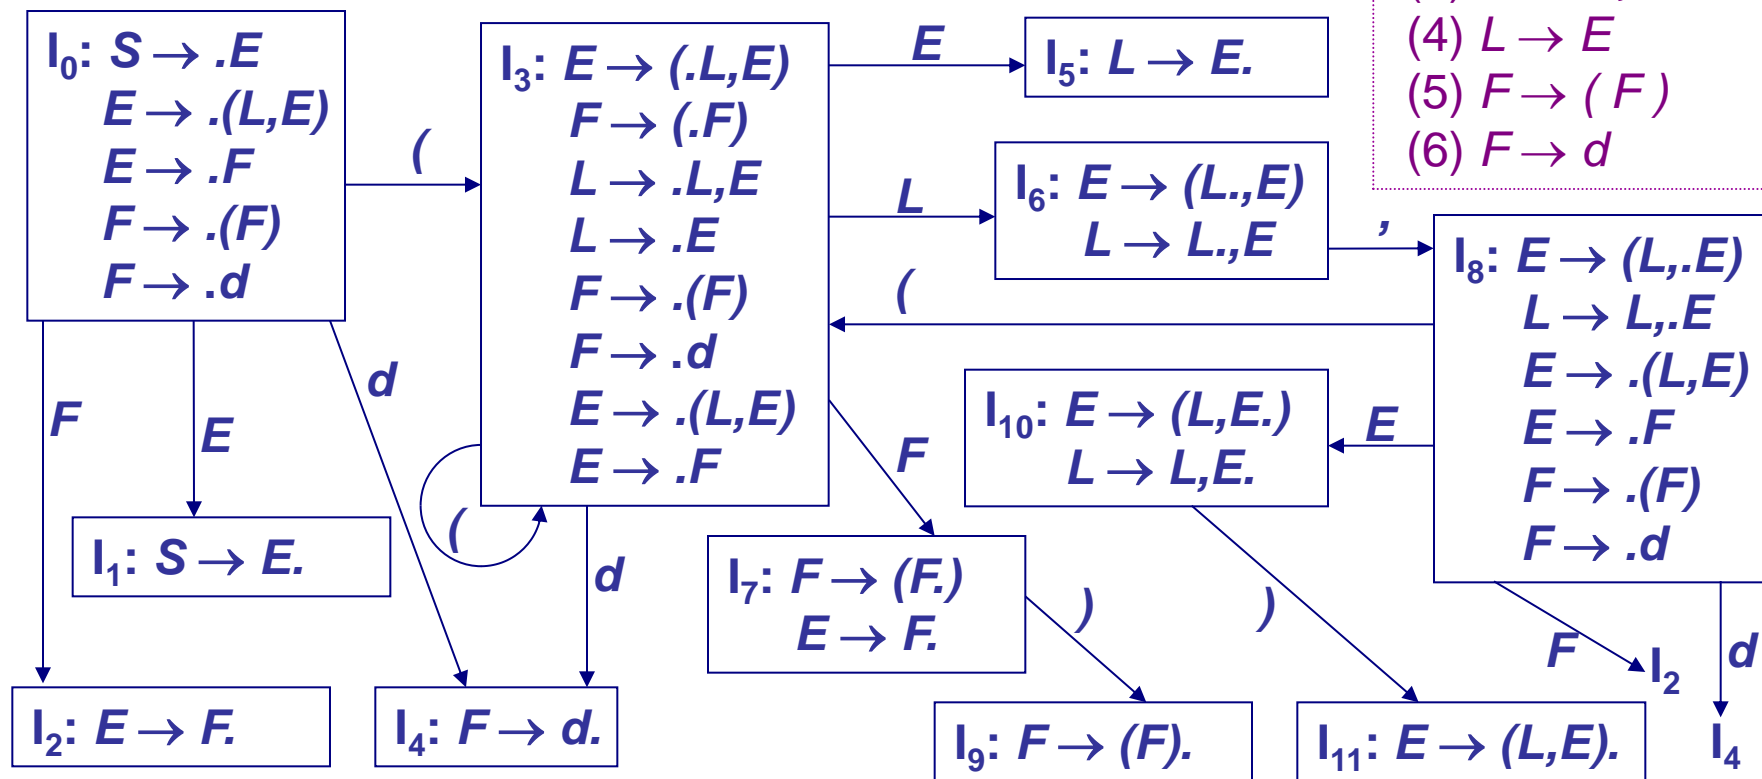 I0: S → .E
E → .(L,E)
E → .F
F → .(F)
F → .d
(
I3: E → (.L,E)
F → (.F)
L → .L,E
L → .E
F → .(F)
F → .d
E → .(L,E)
E → .F
E
I5: L → E.
(4) L → E
(5) F → ( F )
(6) F → d
L
I6: E → (L.,E)
L → L.,E
,
I8: E → (L,.E)
L → L,.E
E → .(L,E)
E → .F
F → .(F)
F → .d
(
F
E
d
(
d
F
I10: E → (L,E.)
L → L,E.
E
I1: S → E.
I7: F → (F.)
E → F.
)
)
F
I2
d
I4
I2: E → F.
I4: F → d.
I9: F → (F).
I11: E → (L,E).